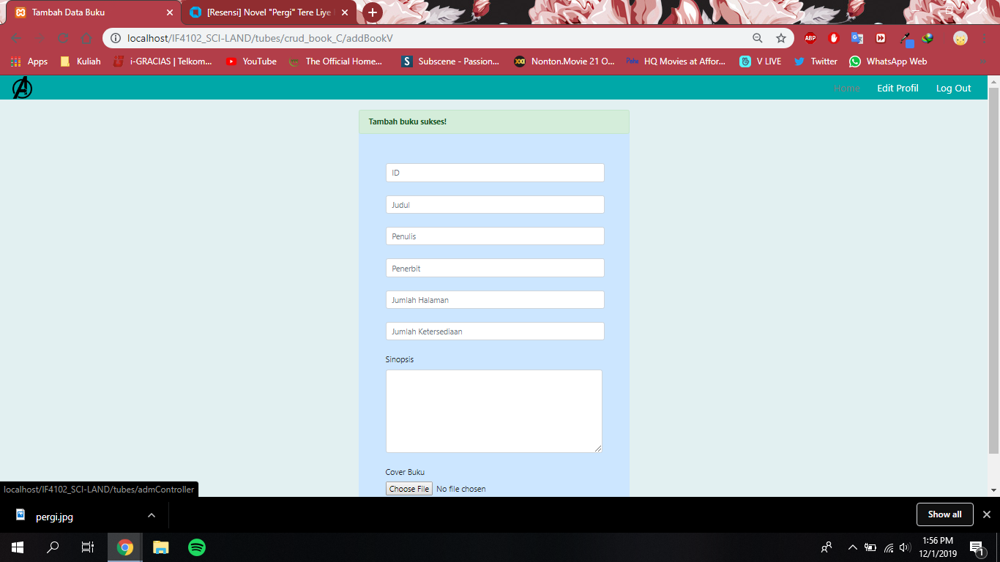 Tambah Data Buku
[Resensi] Novel "Pergi" Tere Liye
localhost/IF4102_SCI-LAND/tubes/crud_book_C/addBookV
ABP
Apps
Kuliah
i-GRACIAS | Telkom...
YouTube
The Official Home...
Subscene - Passion...
Nonton.Movie 21 O...
HQ Movies at Affor...
V LIVE
Twitter
WhatsApp Web
Home
Edit Profil
Log Out
Tambah buku sukses!
ID
Judul
Penulis
Penerbit
Jumlah Halaman
Jumlah Ketersediaan
Sinopsis
Cover Buku
Choose File No file chosen
localhost/IF4102_SCI-LAND/tubes/admController
pergi.jpg
Show all
1:56 PM
12/1/2019
1